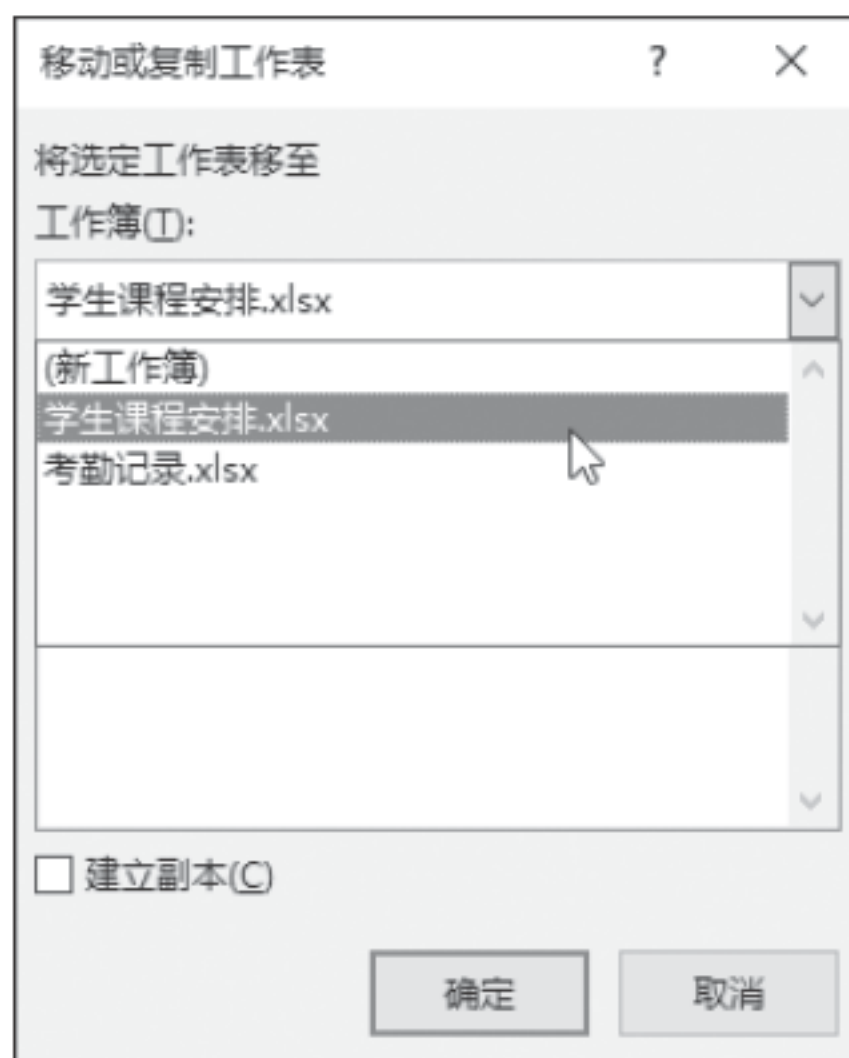 移动或复制工作表 ?
将选定工作表移至
工作簿(T):
学生课程安排.xlsx
(新工作簿)
学生课程安排.xlsx
考勤记录.xlsx
建立副本(C)
确定 取消